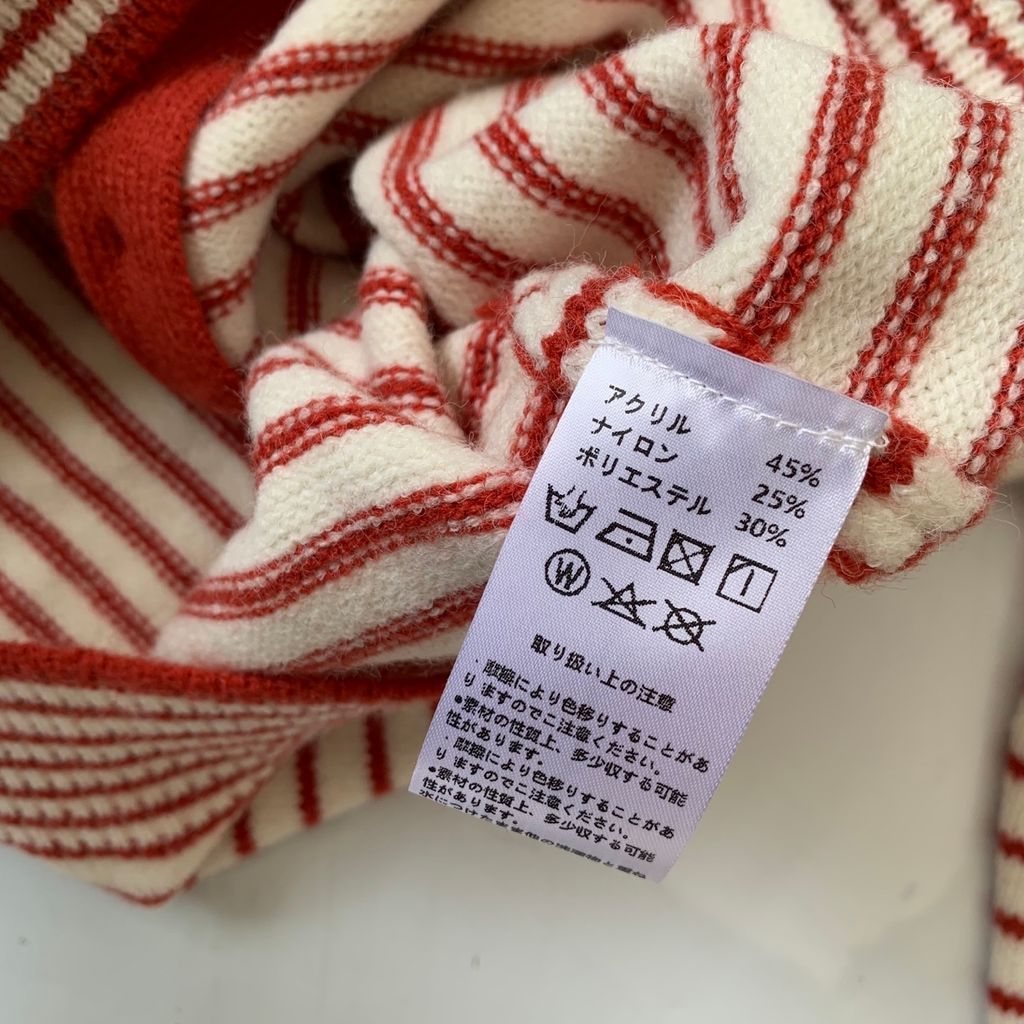 アクリル 45%
ナイロン 25%
ポリエステル 30%
W
取り扱い上の注意
・摩擦により色移りすることがあ
りますのでご注意ください。
●素材の性質上、多少収する可能
性があります。
・摩擦により色移りすることがあ
りますのでご注意ください。
●素材の性質上、多少収する可能
性があります。